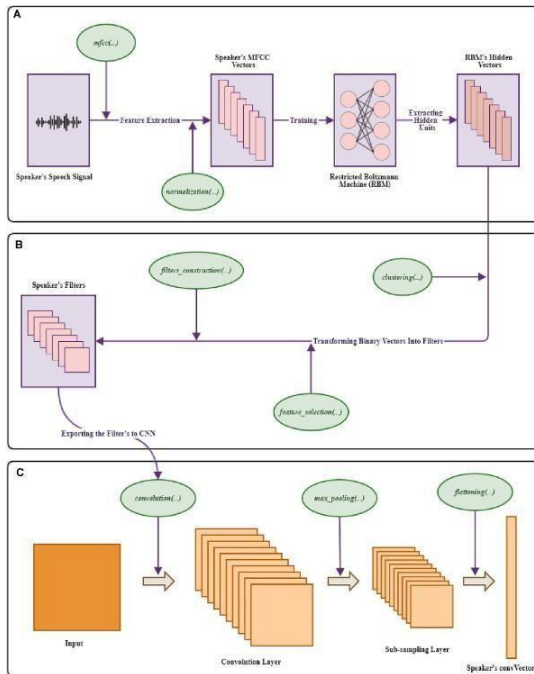 A
mfcc(...)
Speaker's MFCC
Vectors
RBM's Hidden
Vectors
Feature Extraction
Training
Extracting
Hidden
Units
Speaker's Speech Signal
Restricted Boltzmann
Machine (RBM)
normalization(...)
B
filters_construction(...)
clustering(...)
Speaker's Filters
Transforming Binary Vectors Into Filters
feature_selection(...)
Exporting the Filter's to CNN
C
convolution(...)
max_pooling(...)
flattening(...)
Input
Convolution Layer
Sub-sampling Layer
Speaker's convVector